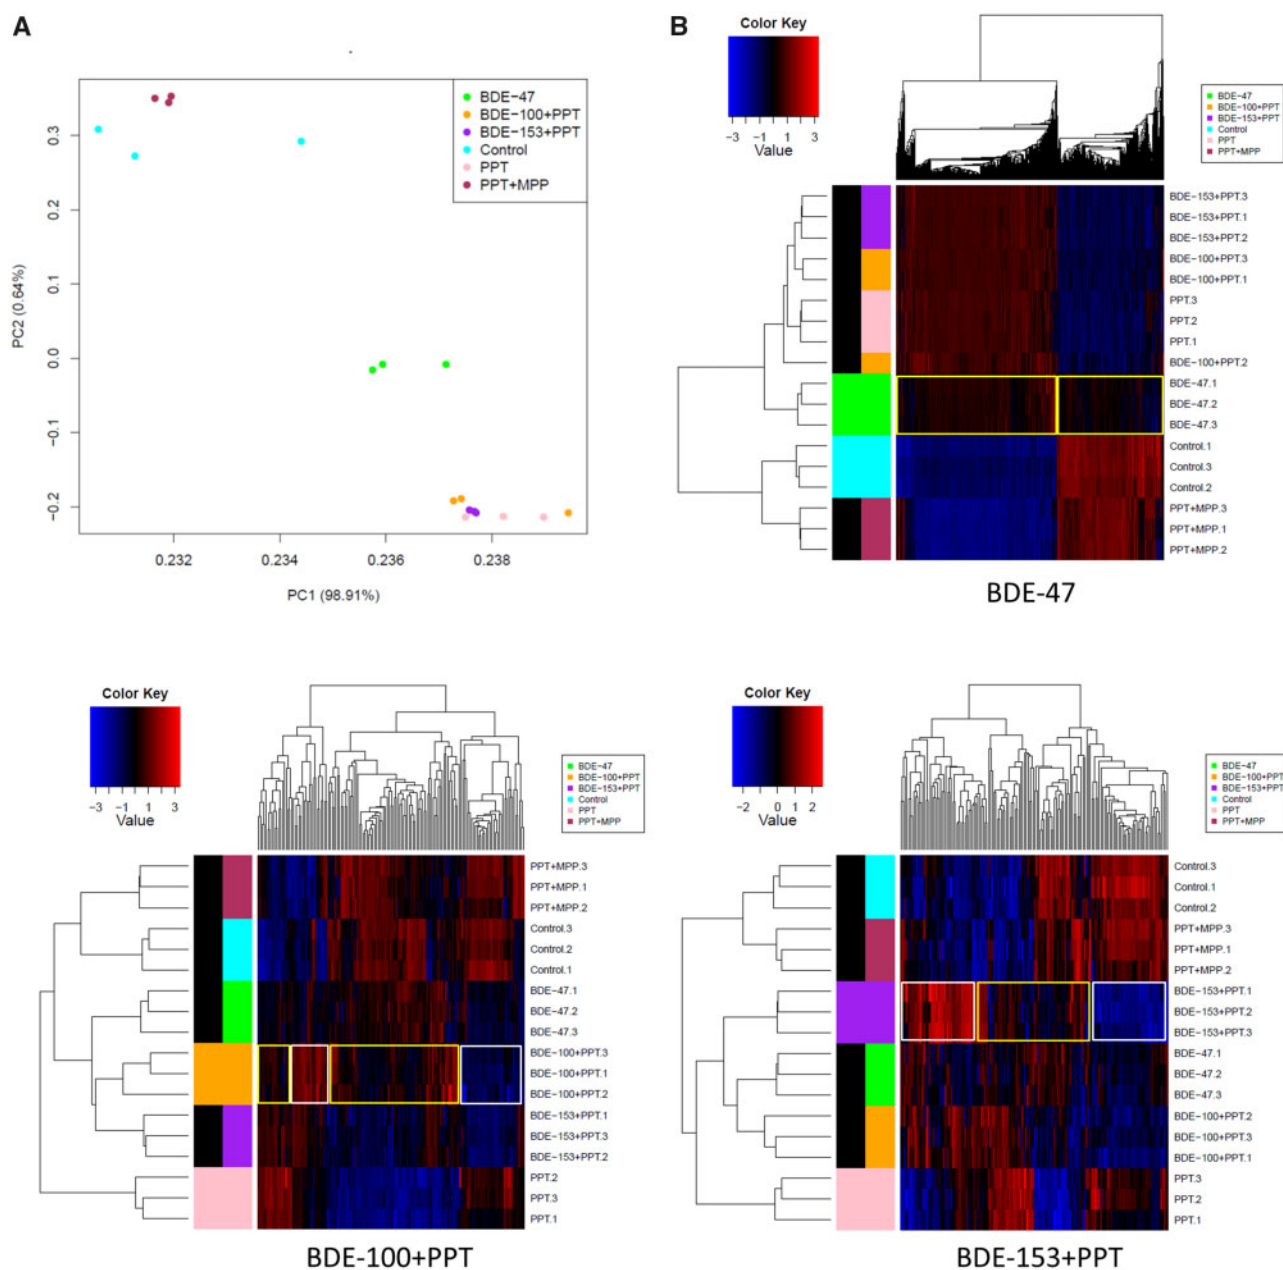 A
BDE-47
BDE-100+PPT
BDE-153+PPT
Control
PPT
PPT+MPP
0.3
0.2
0.1
0.0
-0.1
-0.2
PC2 (0.64%)
0.232
0.234
0.236
0.238
PC1 (98.91%)
B
Color Key
-3 -1 1 3
Value
BDE-47
BDE-100+PPT
BDE-153+PPT
Control
PPT
PPT+MPP
BDE-153+PPT.3
BDE-153+PPT.1
BDE-153+PPT.2
BDE-100+PPT.3
BDE-100+PPT.1
PPT.3
PPT.2
PPT.1
BDE-100+PPT.2
BDE-47.1
BDE-47.2
BDE-47.3
Control.1
Control.3
Control.2
PPT+MPP.3
PPT+MPP.1
PPT+MPP.2
BDE-47
Color Key
-3 -1 1 3
Value
BDE-47
BDE-100+PPT
BDE-153+PPT
Control
PPT
PPT+MPP
PPT+MPP.3
PPT+MPP.1
PPT+MPP.2
Control.3
Control.2
Control.1
BDE-47.1
BDE-47.2
BDE-47.3
BDE-100+PPT.3
BDE-100+PPT.1
BDE-100+PPT.2
BDE-153+PPT.1
BDE-153+PPT.3
BDE-153+PPT.2
PPT.2
PPT.3
PPT.1
BDE-100+PPT
Color Key
-2 0 1 2
Value
BDE-47
BDE-100+PPT
BDE-153+PPT
Control
PPT
PPT+MPP
Control.3
Control.1
Control.2
PPT+MPP.3
PPT+MPP.1
PPT+MPP.2
BDE-153+PPT.1
BDE-153+PPT.2
BDE-153+PPT.3
BDE-47.1
BDE-47.2
BDE-47.3
BDE-100+PPT.2
BDE-100+PPT.3
BDE-100+PPT.1
PPT.3
PPT.2
PPT.1
BDE-153+PPT